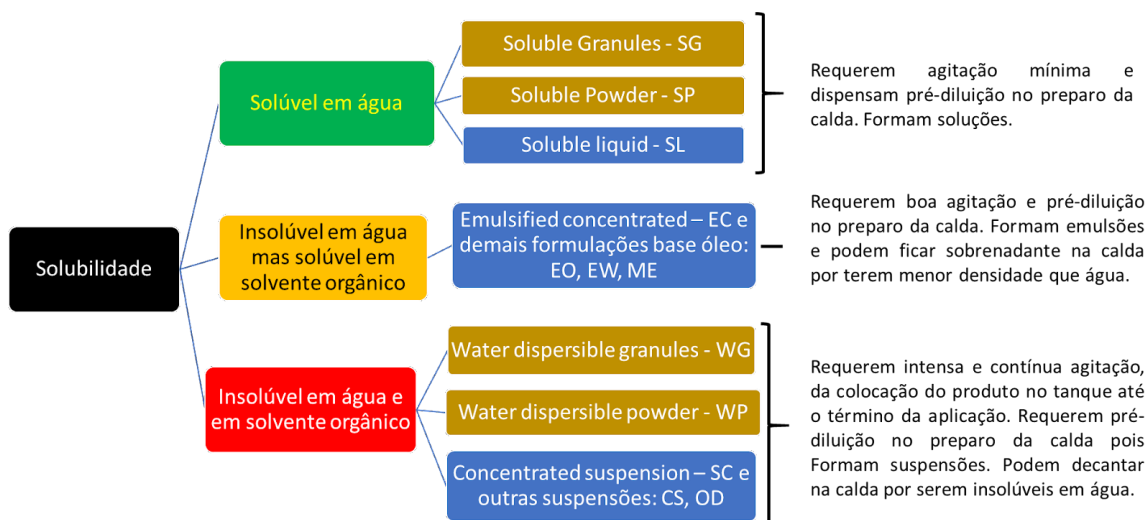 Solubilidade
Solúvel em água
Soluble Granules - SG
Soluble Powder - SP
Soluble liquid - SL
Requerem agitação mínima e
dispensam pré-diluição no preparo da
calda. Formam soluções.
Insolúvel em água
mas solúvel em
solvente orgânico
Emulsified concentrated – EC e
demais formulações base óleo:
EO, EW, ME
Requerem boa agitação e pré-diluição
no preparo da calda. Formam emulsões
e podem ficar sobrenadante na calda
por terem menor densidade que água.
Insolúvel em água e
em solvente orgânico
Water dispersible granules - WG
Water dispersible powder - WP
Concentrated suspension – SC e
outras suspensões: CS, OD
Requerem intensa e contínua agitação,
da colocação do produto no tanque até
o término da aplicação. Requerem pré-
diluição no preparo da calda pois
Formam suspensões. Podem decantar
na calda por serem insolúveis em água.